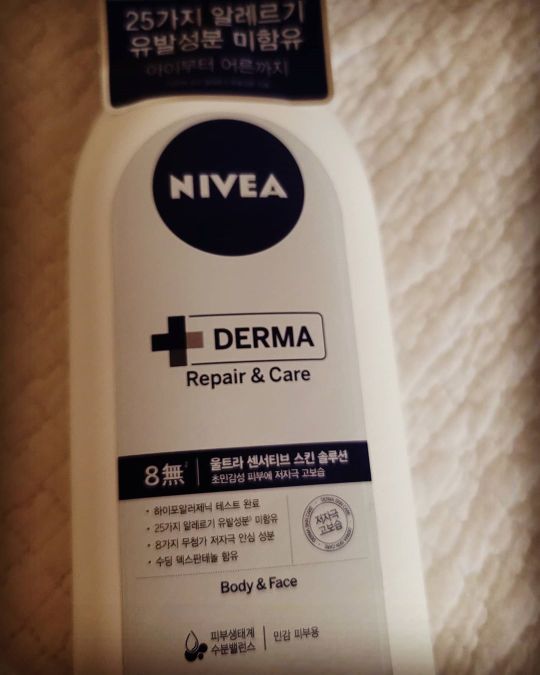 25가지 알레르기
유발성분 미함유
아이부터 어른까지
NIVEA
DERMA
Repair & Care
8無
울트라 센서티브 스킨 솔루션
초민감성 피부에 저자극 고보습
• 하이포알러제닉 테스트 완료
• 25가지 알레르기 유발성분 미함유
• 8가지 무첨가 저자극 안심 성분
• 수딩 덱스판테놀 함유
저자극
고보습
Body & Face
피부생태계
수분밸런스
민감 피부용